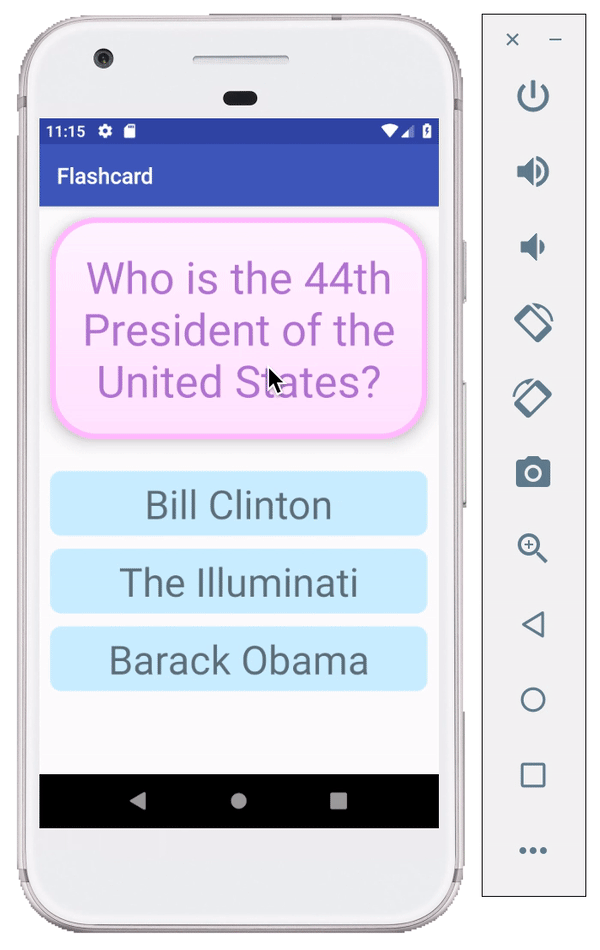 11:15
Flashcard
Who is the 44th
President of the
United States?
Bill Clinton
The Illuminati
Barack Obama